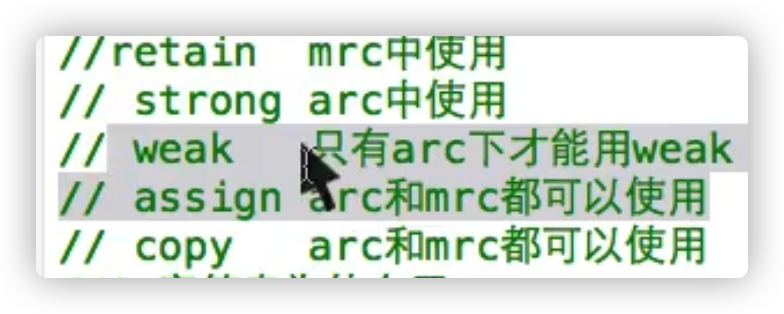 //retain mrc中使用
// strong arc中使用
// weak 只有arc下才能用weak
// assign arc和mrc都可以使用
// copy arc和mrc都可以使用